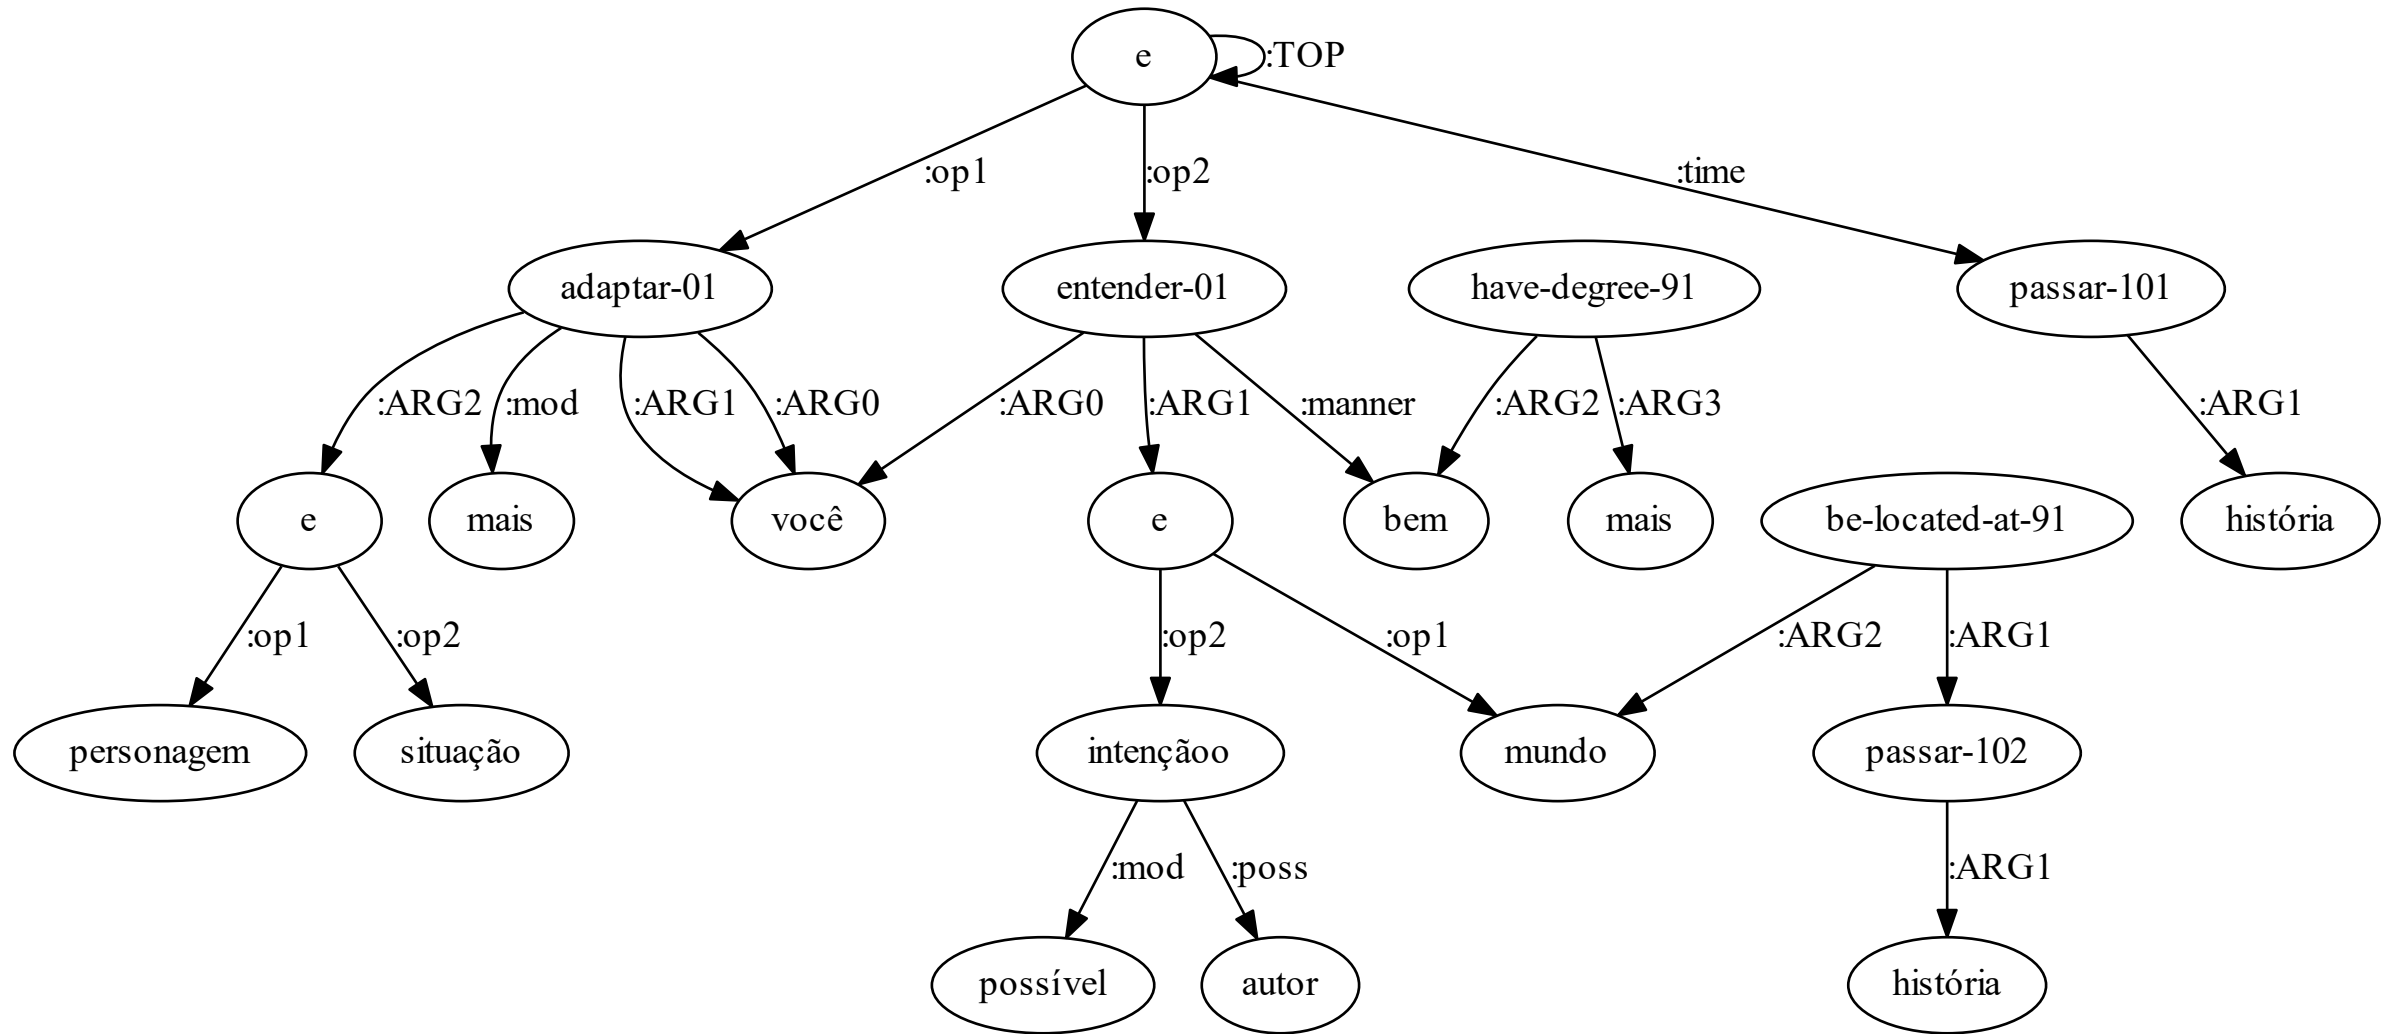 e
:TOP
:op1
:op2
:time
adaptar-01
entender-01
have-degree-91
passar-101
:ARG2
:mod
:ARG1
:ARG0
:ARG0
:ARG1
:manner
:ARG2
:ARG3
:ARG1
e
mais
você
e
bem
mais
be-located-at-91
história
:op1
:op2
:op2
:op1
:ARG2
:ARG1
personagem
situação
intençãoo
mundo
passar-102
:mod
:poss
:ARG1
possível
autor
história